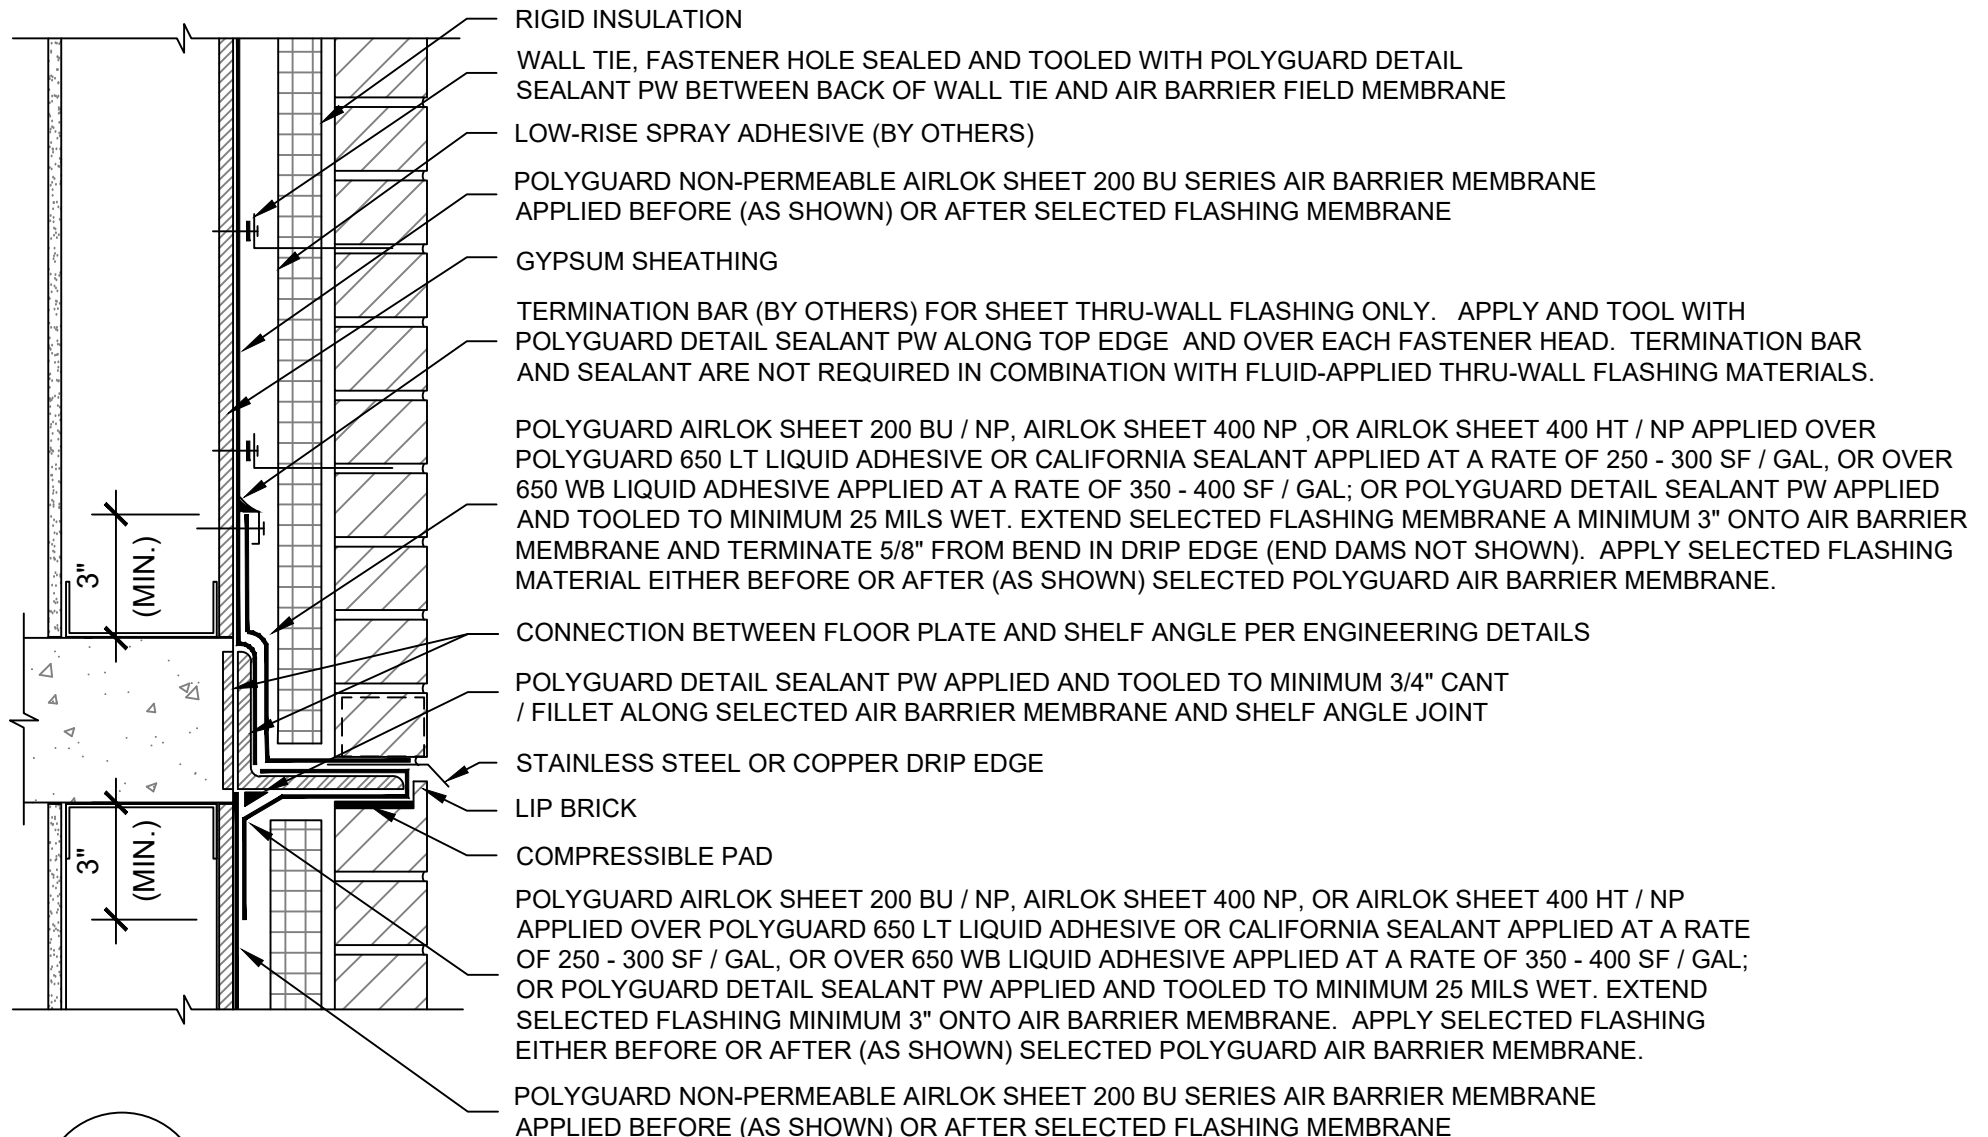 RIGID INSULATION
WALL TIE, FASTENER HOLE SEALED AND TOOLED WITH POLYGUARD DETAIL
SEALANT PW BETWEEN BACK OF WALL TIE AND AIR BARRIER FIELD MEMBRANE
LOW-RISE SPRAY ADHESIVE (BY OTHERS)
POLYGUARD NON-PERMEABLE AIRLOK SHEET 200 BU SERIES AIR BARRIER MEMBRANE
APPLIED BEFORE (AS SHOWN) OR AFTER SELECTED FLASHING MEMBRANE
GYPSUM SHEATHING
TERMINATION BAR (BY OTHERS) FOR SHEET THRU-WALL FLASHING ONLY. APPLY AND TOOL WITH
POLYGUARD DETAIL SEALANT PW ALONG TOP EDGE AND OVER EACH FASTENER HEAD. TERMINATION BAR
AND SEALANT ARE NOT REQUIRED IN COMBINATION WITH FLUID-APPLIED THRU-WALL FLASHING MATERIALS.
POLYGUARD AIRLOK SHEET 200 BU / NP, AIRLOK SHEET 400 NP ,OR AIRLOK SHEET 400 HT / NP APPLIED OVER
POLYGUARD 650 LT LIQUID ADHESIVE OR CALIFORNIA SEALANT APPLIED AT A RATE OF 250 - 300 SF / GAL, OR OVER
650 WB LIQUID ADHESIVE APPLIED AT A RATE OF 350 - 400 SF / GAL; OR POLYGUARD DETAIL SEALANT PW APPLIED
AND TOOLED TO MINIMUM 25 MILS WET. EXTEND SELECTED FLASHING MEMBRANE A MINIMUM 3" ONTO AIR BARRIER
MEMBRANE AND TERMINATE 5/8" FROM BEND IN DRIP EDGE (END DAMS NOT SHOWN). APPLY SELECTED FLASHING
MATERIAL EITHER BEFORE OR AFTER (AS SHOWN) SELECTED POLYGUARD AIR BARRIER MEMBRANE.
3"
(MIN.)
CONNECTION BETWEEN FLOOR PLATE AND SHELF ANGLE PER ENGINEERING DETAILS
POLYGUARD DETAIL SEALANT PW APPLIED AND TOOLED TO MINIMUM 3/4" CANT
/ FILLET ALONG SELECTED AIR BARRIER MEMBRANE AND SHELF ANGLE JOINT
STAINLESS STEEL OR COPPER DRIP EDGE
LIP BRICK
COMPRESSIBLE PAD
3"
(MIN.)
POLYGUARD AIRLOK SHEET 200 BU / NP, AIRLOK SHEET 400 NP, OR AIRLOK SHEET 400 HT / NP
APPLIED OVER POLYGUARD 650 LT LIQUID ADHESIVE OR CALIFORNIA SEALANT APPLIED AT A RATE
OF 250 - 300 SF / GAL, OR OVER 650 WB LIQUID ADHESIVE APPLIED AT A RATE OF 350 - 400 SF / GAL;
OR POLYGUARD DETAIL SEALANT PW APPLIED AND TOOLED TO MINIMUM 25 MILS WET. EXTEND
SELECTED FLASHING MINIMUM 3" ONTO AIR BARRIER MEMBRANE. APPLY SELECTED FLASHING
EITHER BEFORE OR AFTER (AS SHOWN) SELECTED POLYGUARD AIR BARRIER MEMBRANE.
POLYGUARD NON-PERMEABLE AIRLOK SHEET 200 BU SERIES AIR BARRIER MEMBRANE
APPLIED BEFORE (AS SHOWN) OR AFTER SELECTED FLASHING MEMBRANE